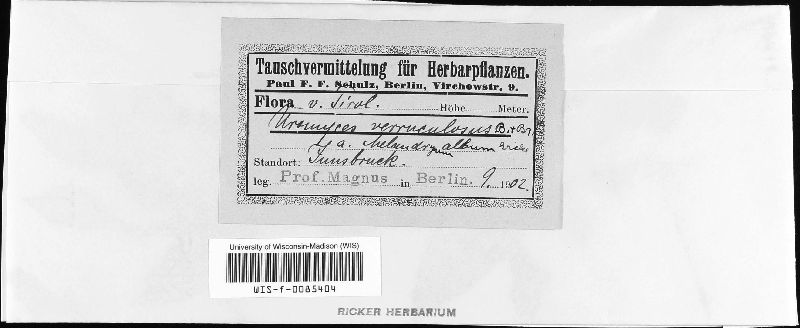 Tauschvermittelung für Herbarpflanzen.
Paul F. F. Schulz, Berlin, Virchowstr. 9.
Flora v. Tirol. Höhe Meter.
Uromyces verruculosus B. & Br.
a. Melandryum album
Standort: Innsbruck.
leg. Prof. Magnus in Berlin. 9. 1902.
University of Wisconsin-Madison (WIS)
WIS-f-0085404
RICKER HERBARIUM